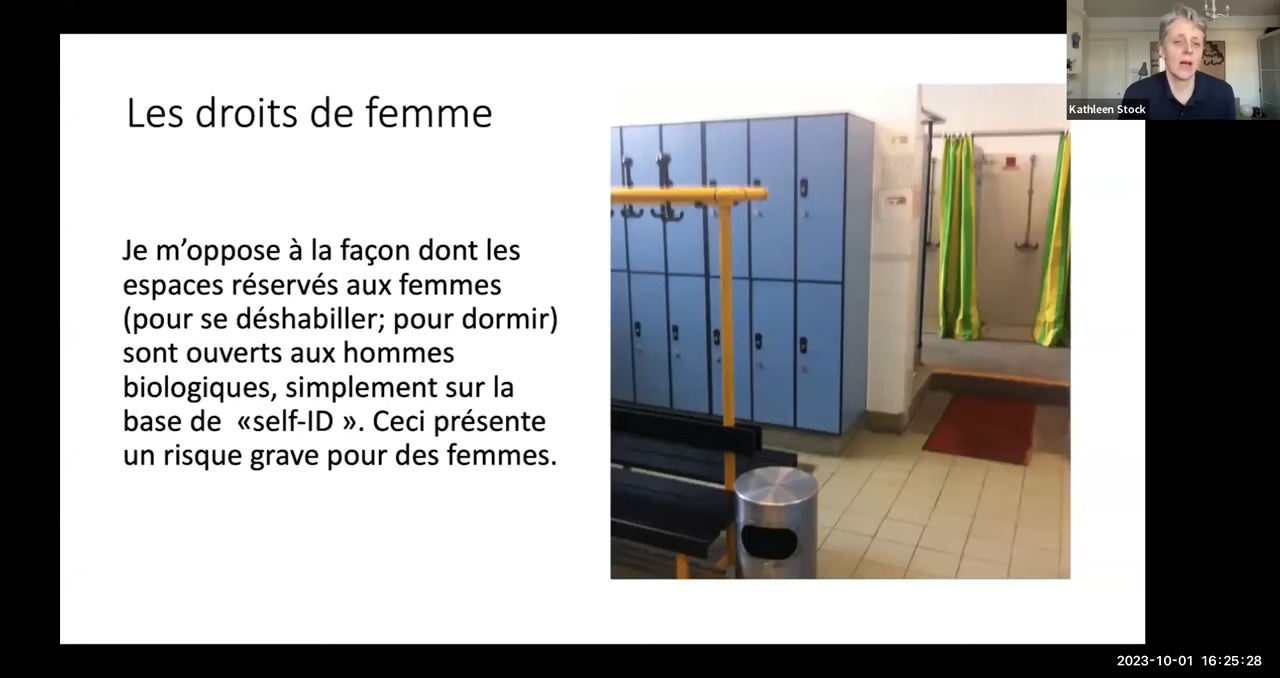 Les droits de femme
Kathleen Stock
Je m’oppose à la façon dont les
espaces réservés aux femmes
(pour se déshabiller; pour dormir)
sont ouverts aux hommes
biologiques, simplement sur la
base de «self-ID ». Ceci présente
un risque grave pour des femmes.
2023-10-01 16:25:28